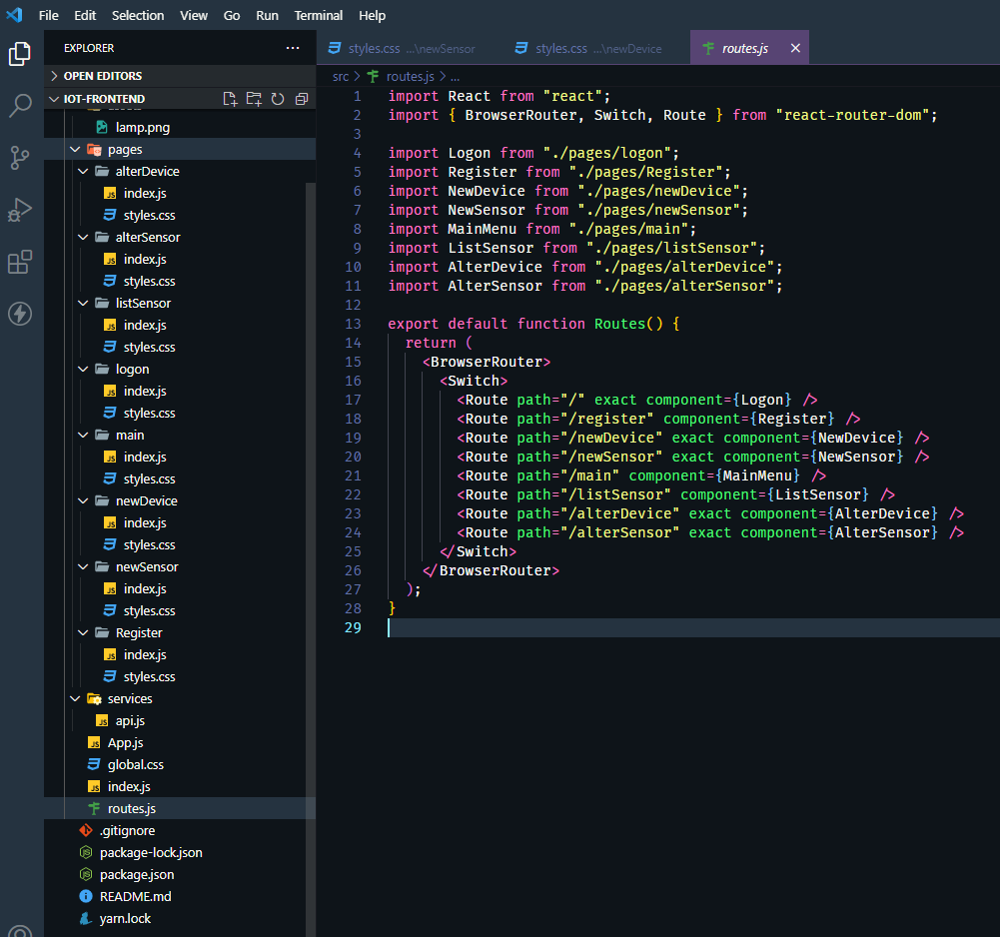 File Edit Selection View Go Run Terminal Help
EXPLORER ...
OPEN EDITORS
IOT-FRONTEND
lamp.png
pages
alterDevice
index.js
styles.css
alterSensor
index.js
styles.css
listSensor
index.js
styles.css
logon
index.js
styles.css
main
index.js
styles.css
newDevice
index.js
styles.css
newSensor
index.js
styles.css
Register
index.js
styles.css
services
api.js
App.js
global.css
index.js
routes.js
.gitignore
package-lock.json
package.json
README.md
yarn.lock
styles.css ...\newSensor styles.css ...\newDevice routes.js ×
src > routes.js > ...
1 import React from "react";
2 import { BrowserRouter, Switch, Route } from "react-router-dom";
3
4 import Logon from "./pages/logon";
5 import Register from "./pages/Register";
6 import NewDevice from "./pages/newDevice";
7 import NewSensor from "./pages/newSensor";
8 import MainMenu from "./pages/main";
9 import ListSensor from "./pages/listSensor";
10 import AlterDevice from "./pages/alterDevice";
11 import AlterSensor from "./pages/alterSensor";
12
13 export default function Routes() {
14 return (
15 <BrowserRouter>
16 <Switch>
17 <Route path="/" exact component={Logon} />
18 <Route path="/register" component={Register} />
19 <Route path="/newDevice" exact component={NewDevice} />
20 <Route path="/newSensor" exact component={NewSensor} />
21 <Route path="/main" component={MainMenu} />
22 <Route path="/listSensor" component={ListSensor} />
23 <Route path="/alterDevice" exact component={AlterDevice} />
24 <Route path="/alterSensor" exact component={AlterSensor} />
25 </Switch>
26 </BrowserRouter>
27 );
28 }
29